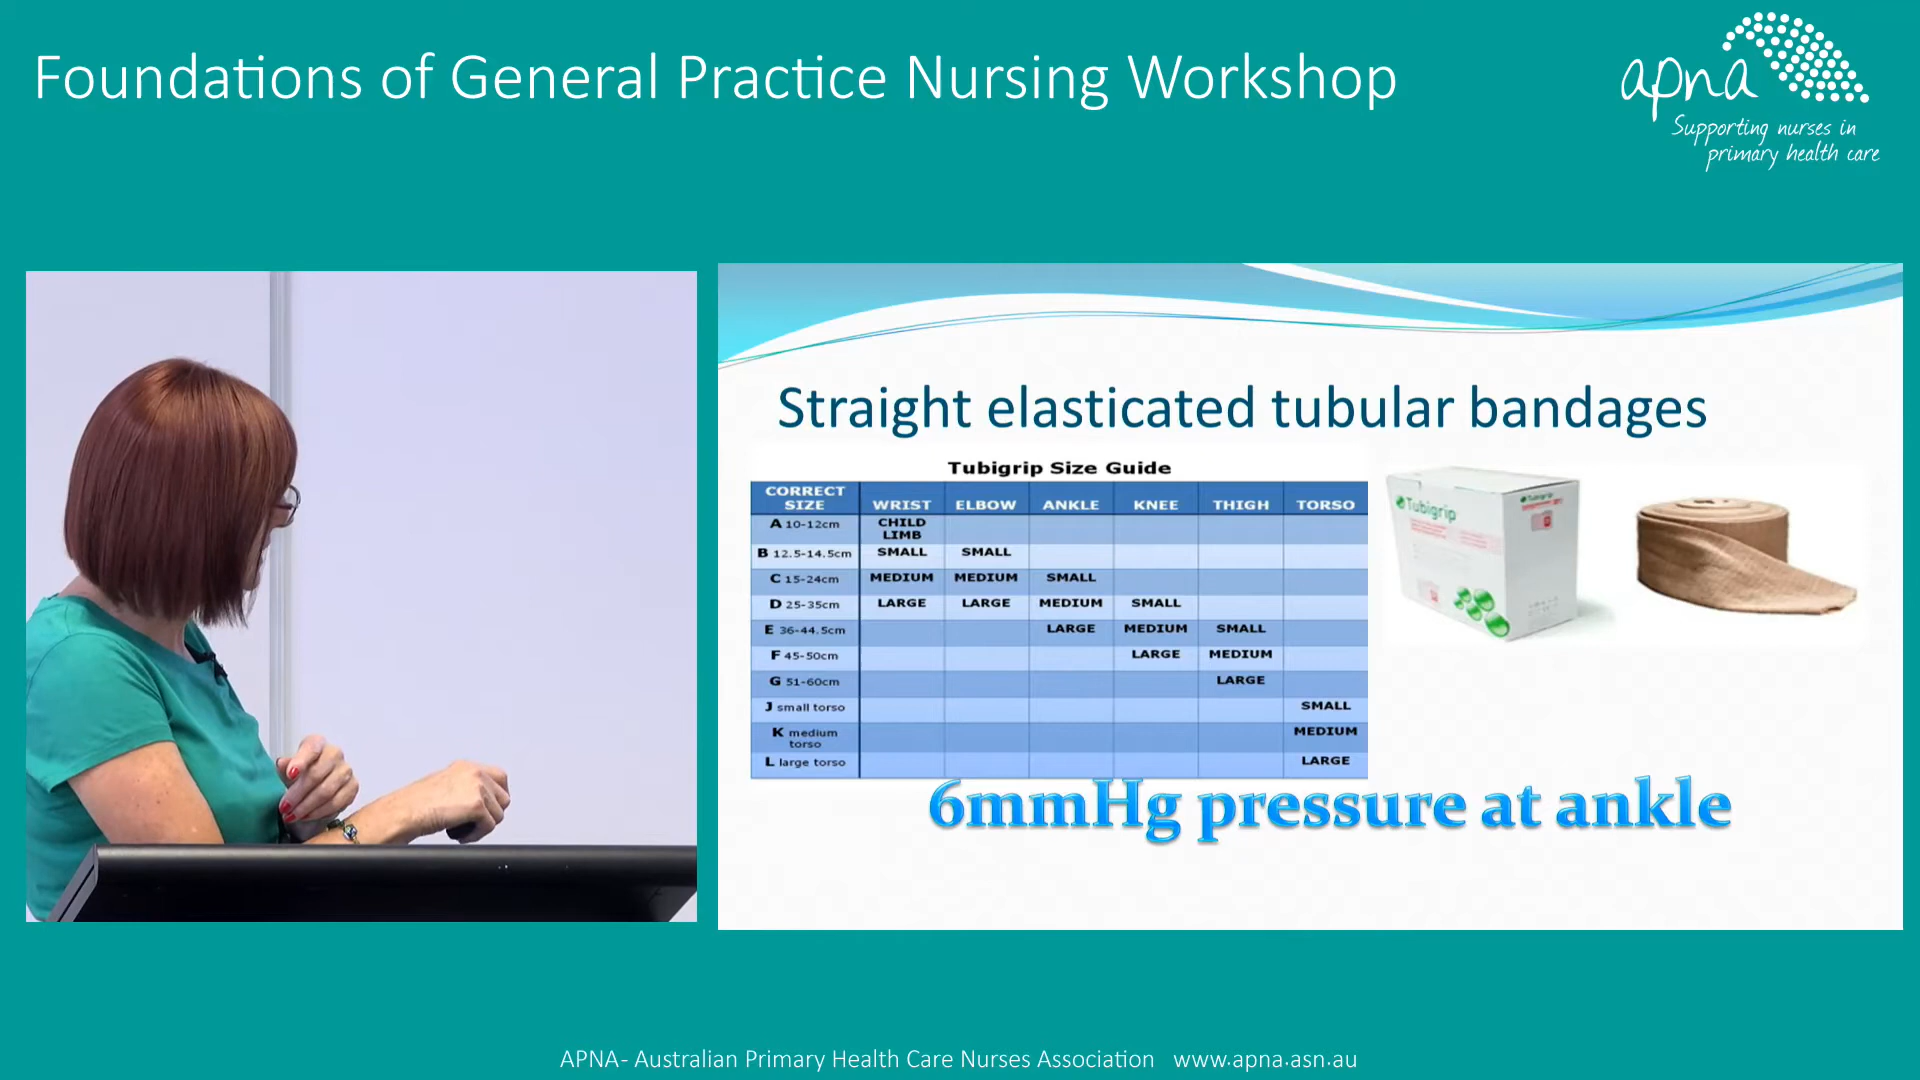 Foundations of General Practice Nursing Workshop
apna
Supporting nurses in
primary health care
Straight elasticated tubular bandages
Tubigrip Size Guide
CORRECT SIZE WRIST ELBOW ANKLE KNEE THIGH TORSO
A 10-12cm CHILD LIMB
B 12.5-14.5cm SMALL SMALL
C 15-24cm MEDIUM MEDIUM SMALL
D 25-35cm LARGE LARGE MEDIUM SMALL
E 36-44.5cm LARGE MEDIUM SMALL
F 45-50cm LARGE MEDIUM
G 51-60cm LARGE
J small torso SMALL
K medium torso MEDIUM
L large torso LARGE
Tubigrip
Tubigrip
6mmHg pressure at ankle
APNA- Australian Primary Health Care Nurses Association www.apna.asn.au